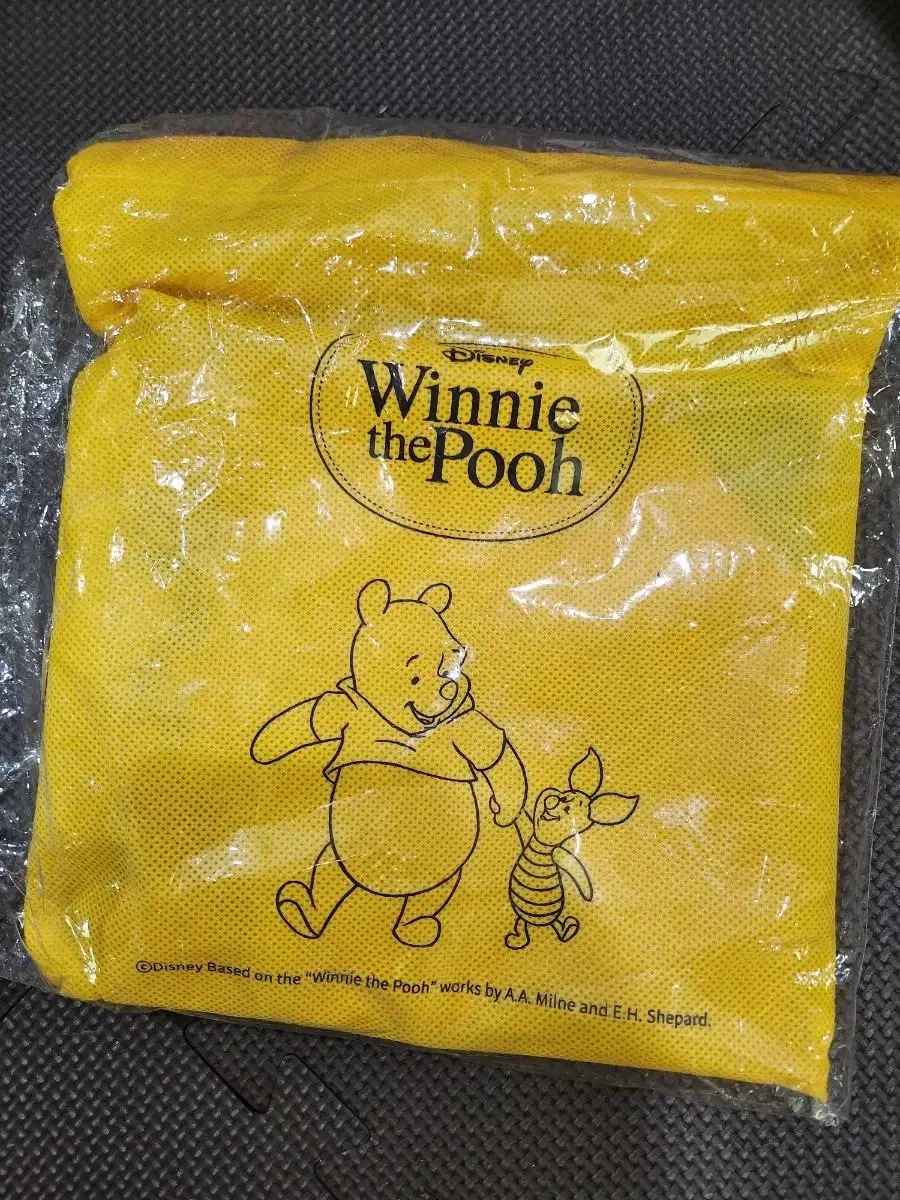 Disney
Winnie
the Pooh
©Disney Based on the "Winnie the Pooh" works by A.A. Milne and E.H. Shepard.